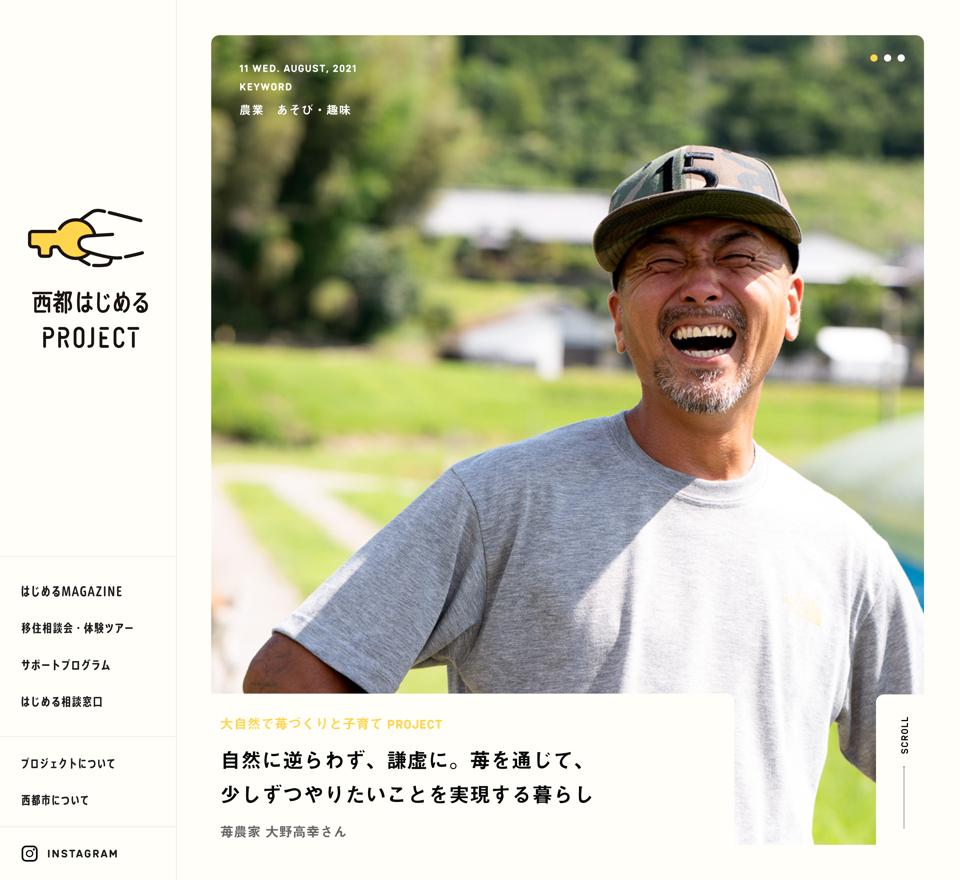 西都はじめる
PROJECT
はじめるMAGAZINE
移住相談会・体験ツアー
サポートプログラム
はじめる相談窓口
プロジェクトについて
西都市について
INSTAGRAM
11 WED. AUGUST, 2021
KEYWORD
農業 あそび・趣味
15
大自然で苺づくりと子育て PROJECT
自然に逆らわず、謙虚に。苺を通じて、
少しずつやりたいことを実現する暮らし
苺農家 大野高幸さん
SCROLL